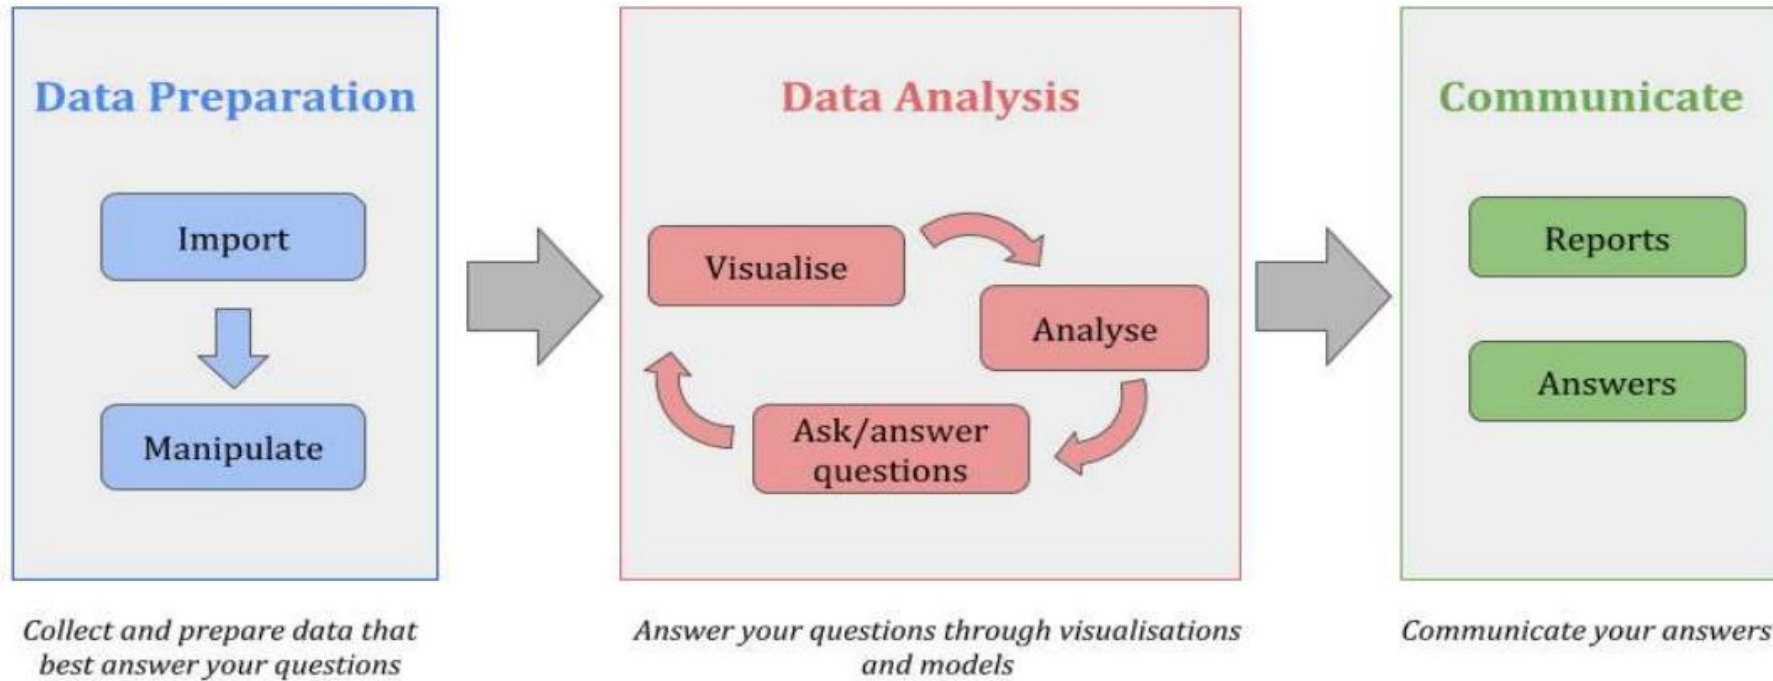 Data Preparation
Import
Manipulate
Collect and prepare data that
best answer your questions
Data Analysis
Visualise
Analyse
Ask/answer
questions
Answer your questions through visualisations
and models
Communicate
Reports
Answers
Communicate your answers